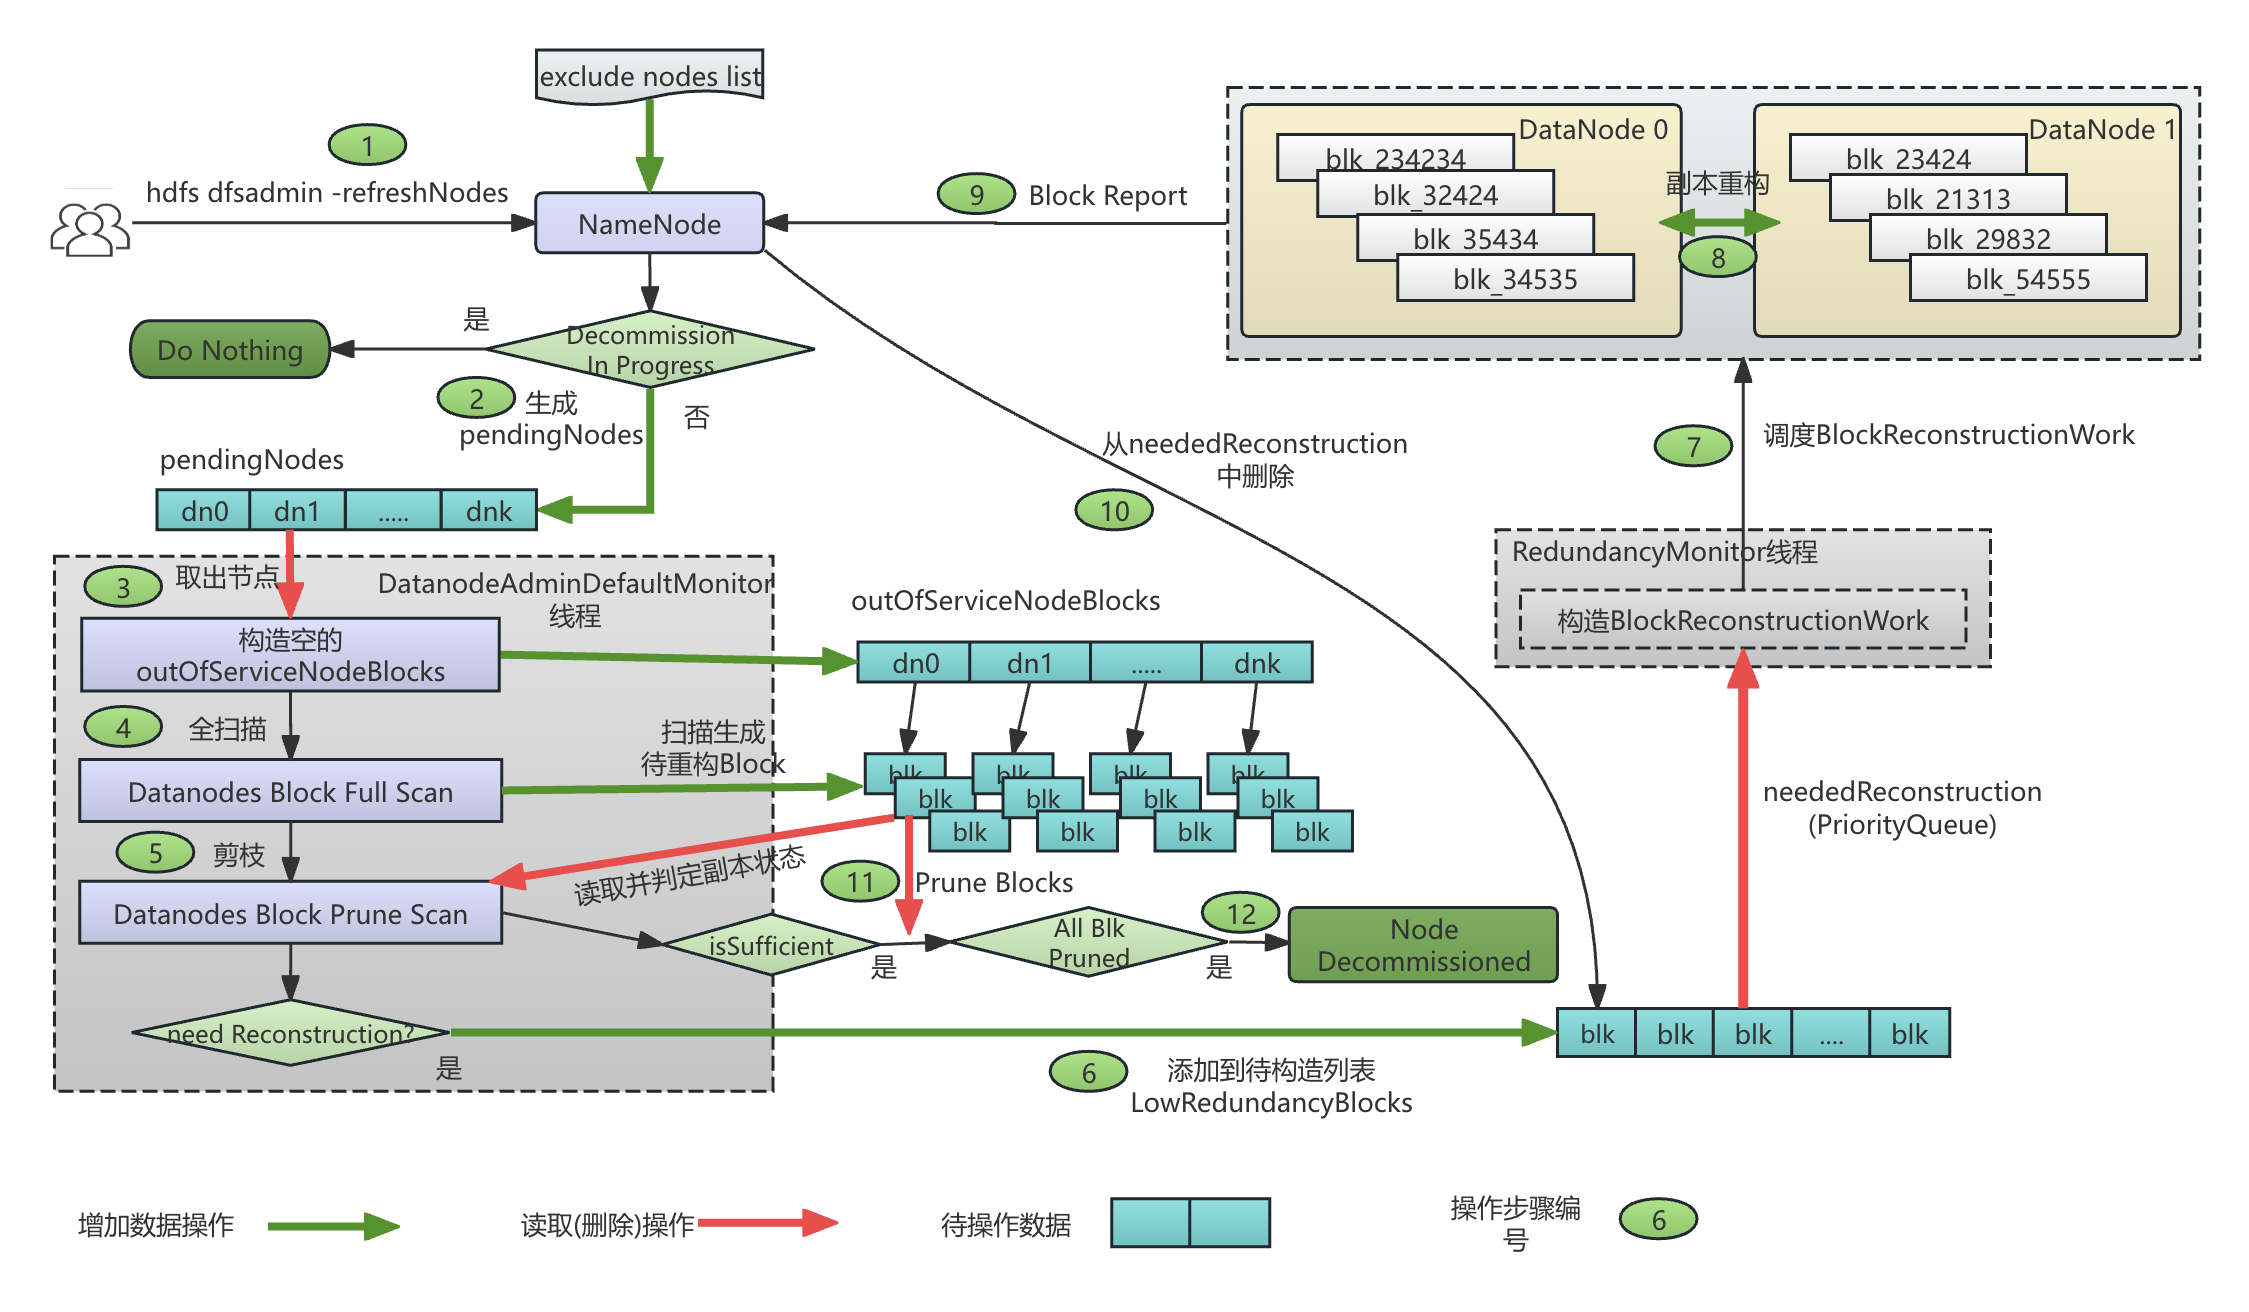 exclude nodes list
1
hdfs dfsadmin -refreshNodes
NameNode
9
Block Report
DataNode 0
blk_234234
blk_32424
blk_35434
blk_34535
副本重构
8
DataNode 1
blk_23424
blk_21313
blk_29832
blk_54555
是
Do Nothing
Decommission
In Progress
2
生成
pendingNodes
否
pendingNodes
dn0
dn1
.....
dnk
从neededReconstruction
中删除
10
7
调度BlockReconstructionWork
RedundancyMonitor线程
构造BlockReconstructionWork
3
取出节点
DatanodeAdminDefaultMonitor
线程
构造空的
outOfServiceNodeBlocks
outOfServiceNodeBlocks
dn0
dn1
.....
dnk
4
全扫描
扫描生成
待重构Block
Datanodes Block Full Scan
blk
blk
blk
blk
blk
blk
blk
blk
blk
blk
blk
blk
neededReconstruction
(PriorityQueue)
5
剪枝
读取并判定副本状态
11
Prune Blocks
Datanodes Block Prune Scan
isSufficient
是
All Blk
Pruned
12
是
Node
Decommissioned
need Reconstruction?
是
blk
blk
blk
....
blk
6
添加到待构造列表
LowRedundancyBlocks
增加数据操作
读取(删除)操作
待操作数据
操作步骤编
号
6